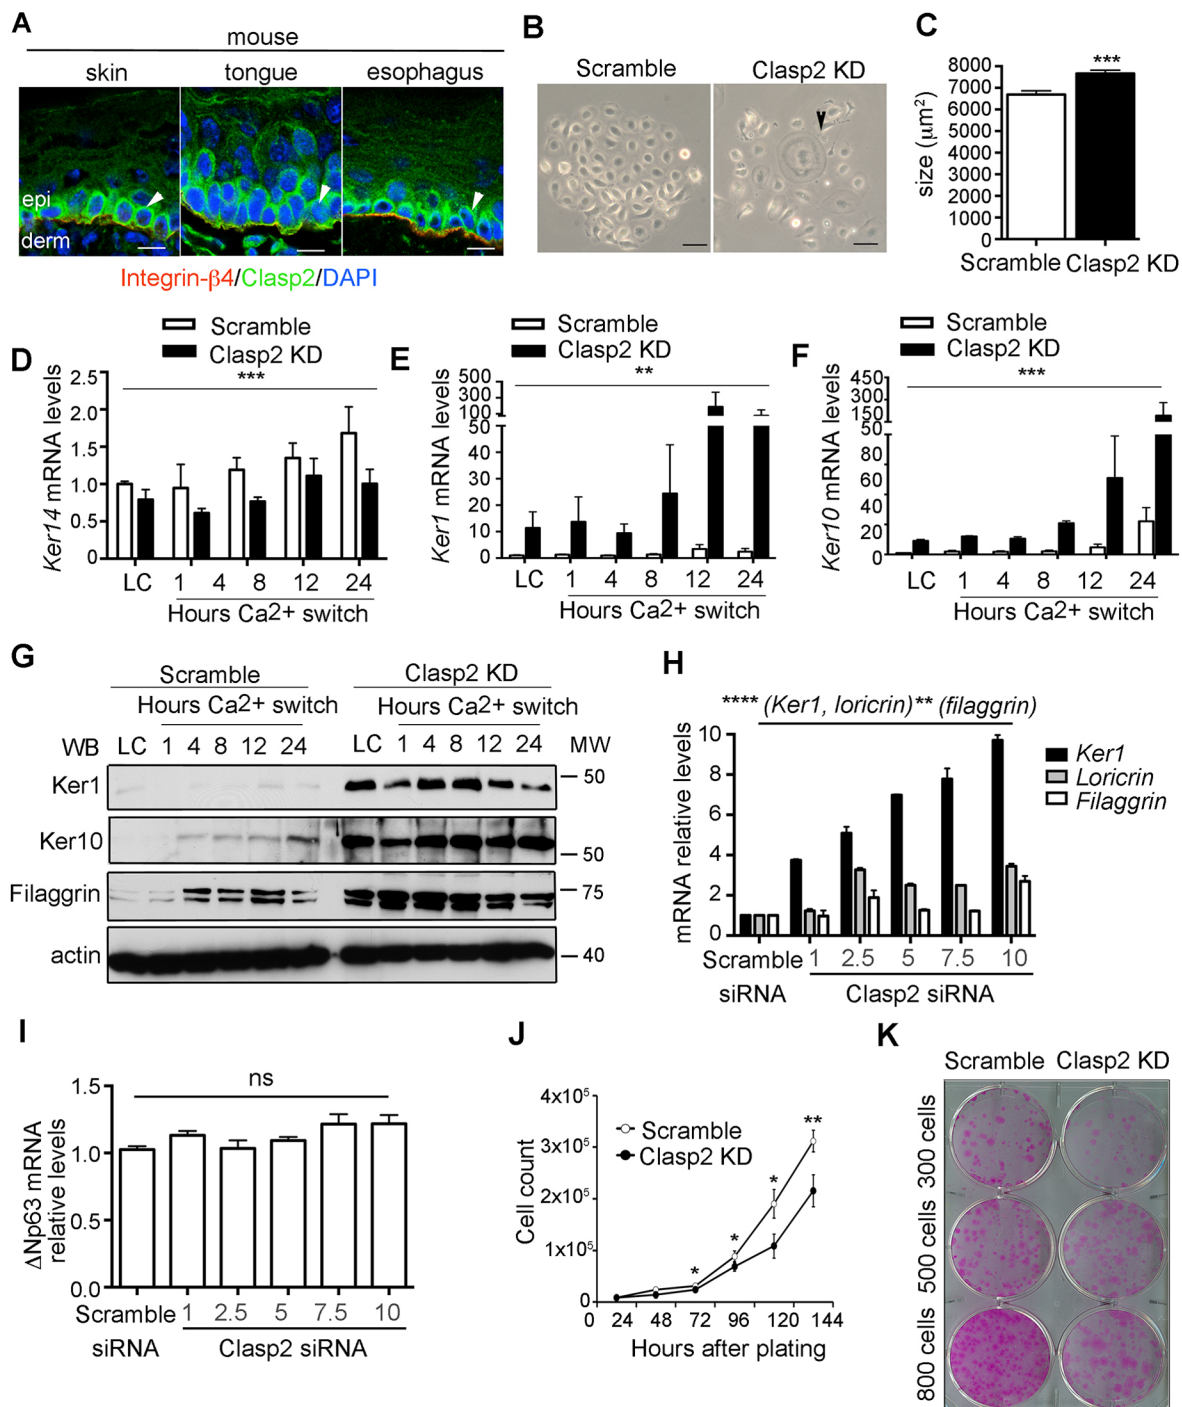 A
mouse
skin tongue esophagus
epi
derm
Integrin-β4/Clasp2/DAPI
B
Scramble Clasp2 KD
C
8000
7000
6000
5000
4000
3000
2000
1000
0
size (μm²)
***
Scramble Clasp2 KD
D
Scramble
Clasp2 KD
***
Ker14 mRNA levels
2.5
2.0
1.5
1.0
0.5
0
LC 1 4 8 12 24
Hours Ca2+ switch
E
Scramble
Clasp2 KD
**
Ker1 mRNA levels
500
400
300
200
100
50
40
30
20
10
0
LC 1 4 8 12 24
Hours Ca2+ switch
F
Scramble
Clasp2 KD
***
Ker10 mRNA levels
450
350
250
150
50
80
60
40
20
0
LC 1 4 8 12 24
Hours Ca2+ switch
G
Scramble Clasp2 KD
Hours Ca2+ switch Hours Ca2+ switch
WB LC 1 4 8 12 24 LC 1 4 8 12 24 MW
Ker1 50
Ker10 50
Filaggrin 75
actin 40
H
**** (Ker1, loricrin)** (filaggrin)
mRNA relative levels
10
8
6
4
2
0
Ker1
Loricrin
Filaggrin
Scramble 1 2.5 5 7.5 10
siRNA Clasp2 siRNA
I
ns
ΔNp63 mRNA
relative levels
1.5
1.0
0.5
0.0
Scramble 1 2.5 5 7.5 10
siRNA Clasp2 siRNA
J
Cell count
4x10⁵
3x10⁵
2x10⁵
1x10⁵
0
Scramble
Clasp2 KD
* * * **
0 24 48 72 96 120 144
Hours after plating
K
Scramble Clasp2 KD
300 cells
500 cells
800 cells